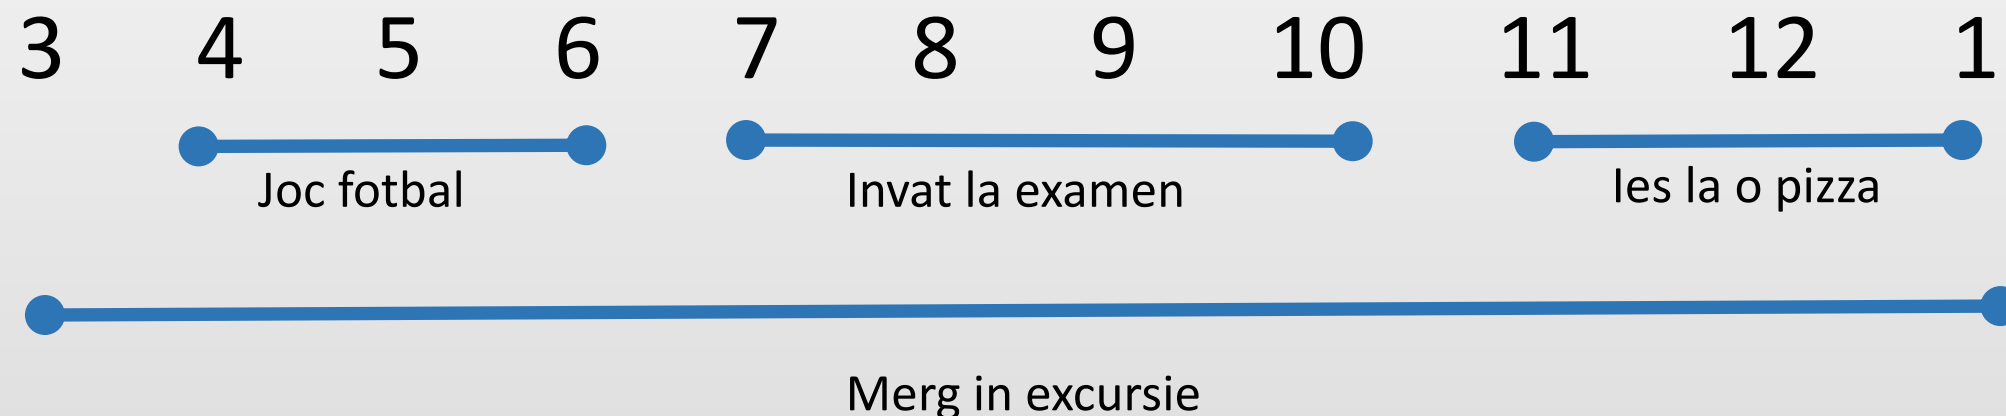 3 4 5 6 7 8 9 10 11 12 1
Joc fotbal Invat la examen Ies la o pizza
Merg in excursie